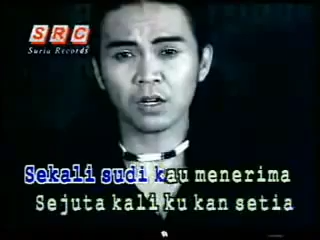 SRC
Suria Records
Sekali sudi kau menerima
Sejuta kali ku kan setia